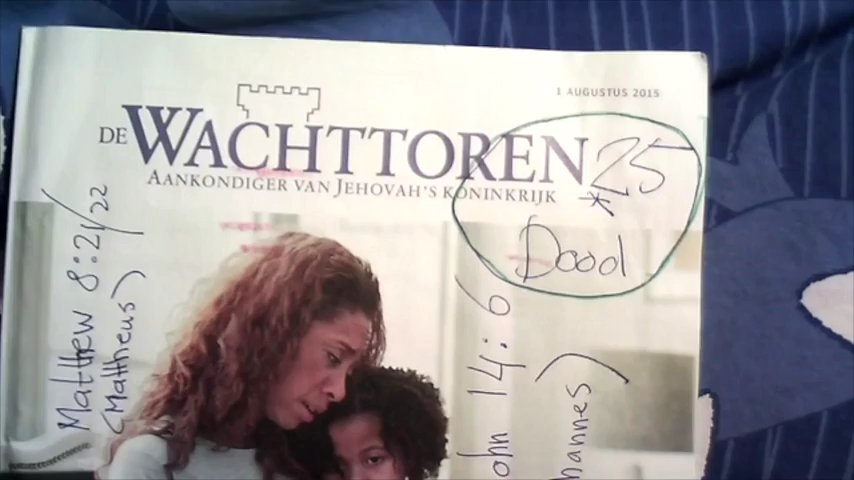 1 AUGUSTUS 2015
DE WACHTTOREN
AANKONDIGER VAN JEHOVAH'S KONINKRIJK
*25
Dood
Matthew 8:21/22
(Mattheus)
ohn 14:6
hannes)